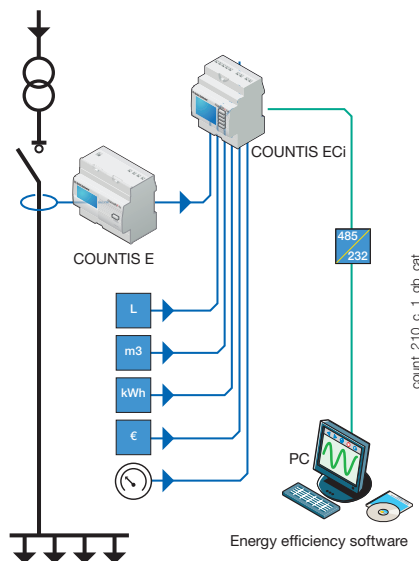 COUNTIS ECi
COUNTIS E
485
232
L
m3
kWh
€
PC
Energy efficiency software
count_210_c_1_gb_cat